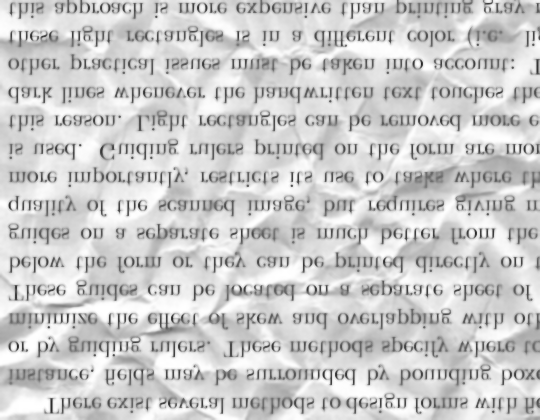 There exist several methods to design forms with fie
instance, fields may be surrounded by bounding boxe
or by guiding rulers. These methods specify where to
minimize the effect of skew and overlapping with oth
These guides can be located on a separate sheet of
below the form or they can be printed directly on t
guides on a separate sheet is much better from the
quality of the scanned image, but requires giving m
more importantly, restricts its use to tasks where th
is used. Guiding rulers printed on the form are mor
this reason. Light rectangles can be removed more e
dark lines whenever the handwritten text touches the
other practical issues must be taken into account: T
these light rectangles is in a different color (i.e. lig
this approach is more expensive than printing gray r